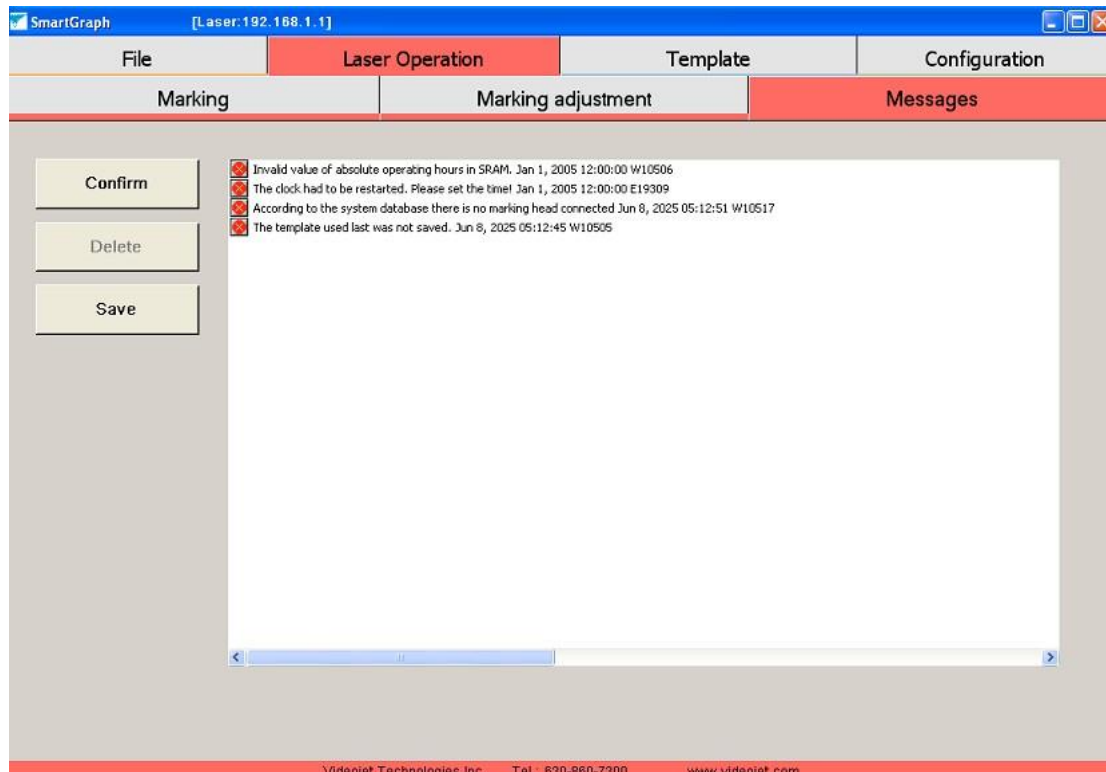 SmartGraph [Laser:192.168.1.1]
File Laser Operation Template Configuration
Marking Marking adjustment Messages
Confirm
Delete
Save
Invalid value of absolute operating hours in SRAM. Jan 1, 2005 12:00:00 W10506
The clock had to be restarted. Please set the time! Jan 1, 2005 12:00:00 E19309
According to the system database there is no marking head connected Jun 8, 2025 05:12:51 W10517
The template used last was not saved. Jun 8, 2025 05:12:45 W10505
Videojet Technologies Inc. Tel.: 630-860-7300 www.videojet.com